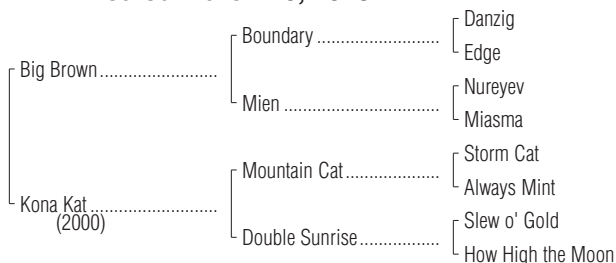 Danzig
Boundary ..............................
Edge
Big Brown.............................
Nureyev
Mien .......................................
Miasma
Storm Cat
Mountain Cat.........................
Always Mint
Kona Kat ...............................
(2000)
Slew o' Gold
Double Sunrise....................
How High the Moon